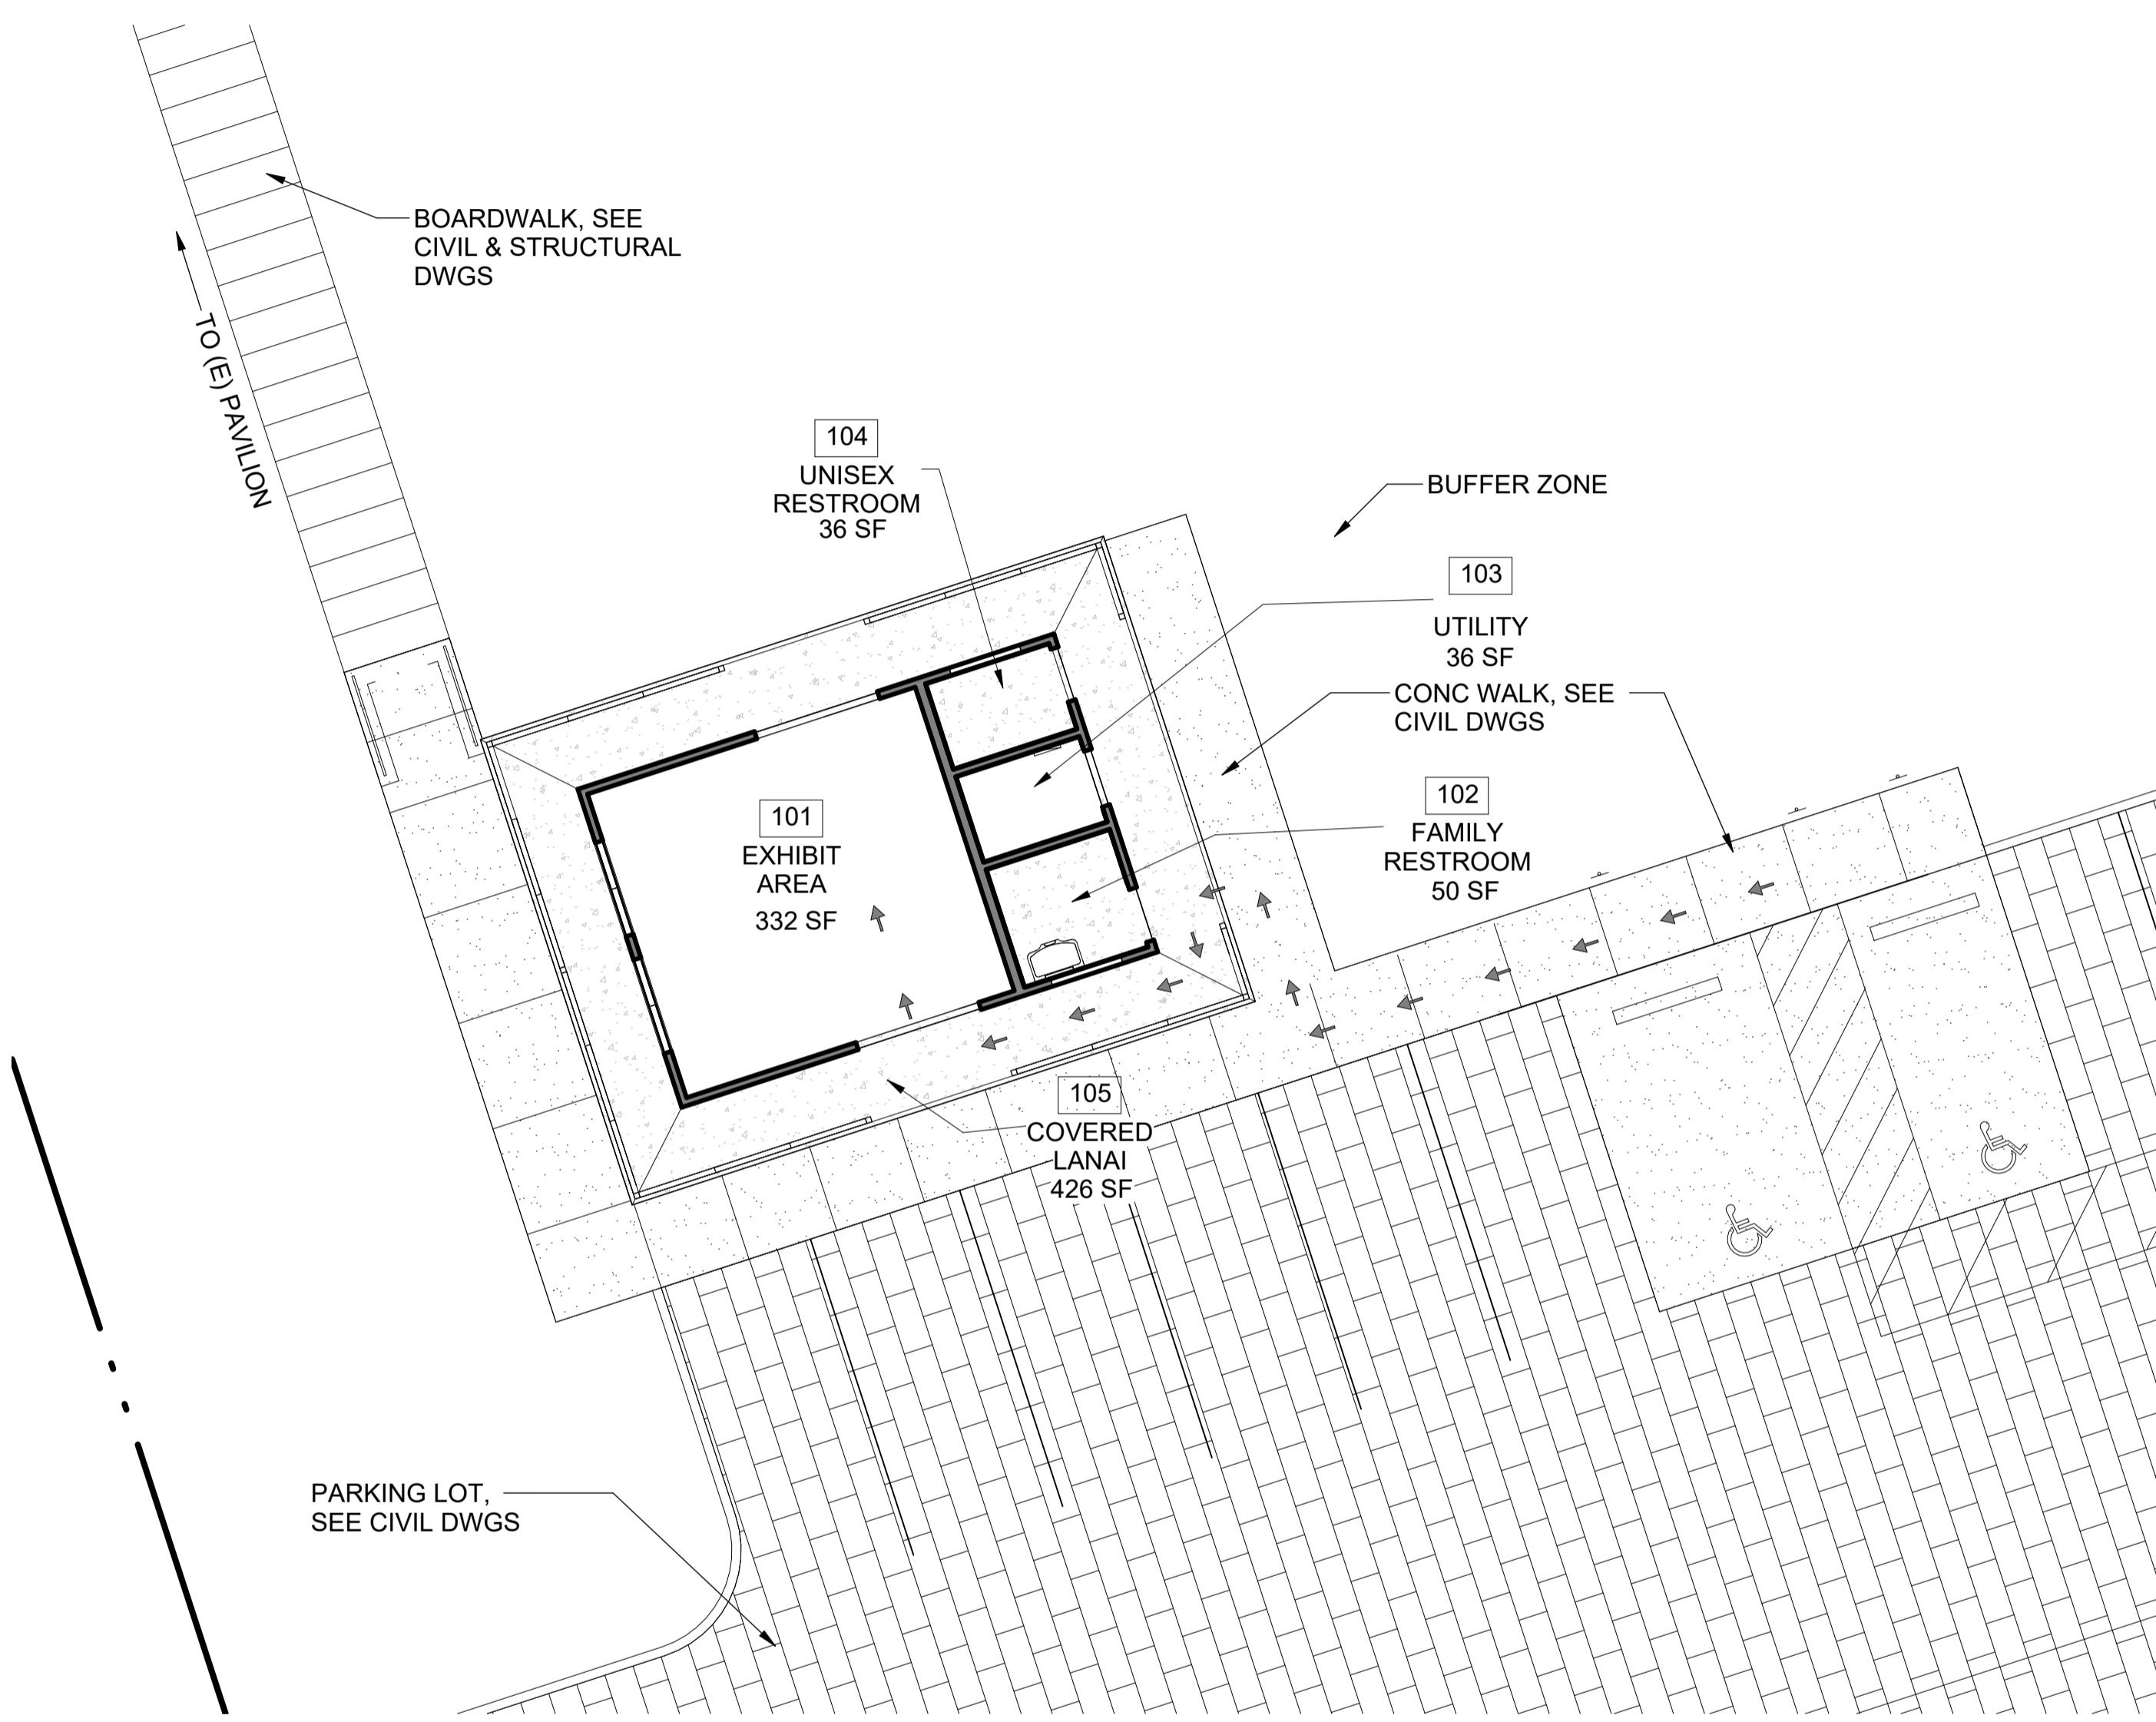 BOARDWALK, SEE
CIVIL & STRUCTURAL
DWGS
TO (E) PAVILION
104
UNISEX
RESTROOM
36 SF
BUFFER ZONE
103
UTILITY
36 SF
CONC WALK, SEE
CIVIL DWGS
102
FAMILY
RESTROOM
50 SF
101
EXHIBIT
AREA
332 SF
105
COVERED
LANAI
426 SF
PARKING LOT,
SEE CIVIL DWGS